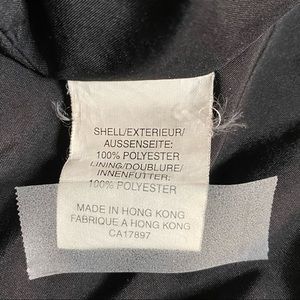 SHELL/EXTERIEUR/
AUSSENSEITE:
100% POLYESTER
LINING/DOUBLURE/
INNENFUTTER:
100% POLYESTER
MADE IN HONG KONG
FABRIQUE A HONG KONG
CA17897